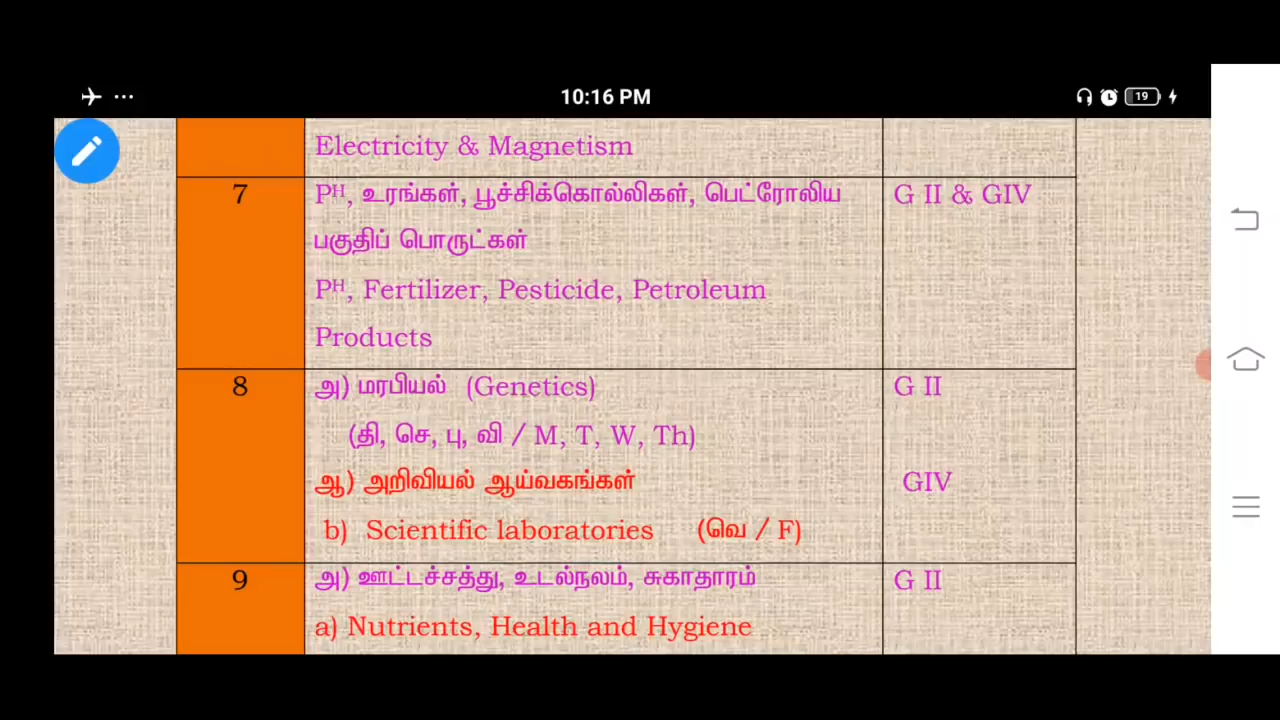 10:16 PM
19
Electricity & Magnetism
7 Pᴴ, உரங்கள், பூச்சிக்கொல்லிகள், பெட்ரோலிய G II & GIV
பகுதிப் பொருட்கள்
Pᴴ, Fertilizer, Pesticide, Petroleum
Products
8 அ) மரபியல் (Genetics) G II
(தி, செ, பு, வி / M, T, W, Th)
ஆ) அறிவியல் ஆய்வகங்கள் GIV
b) Scientific laboratories (வெ / F)
9 அ) ஊட்டச்சத்து, உடல்நலம், சுகாதாரம் G II
a) Nutrients, Health and Hygiene